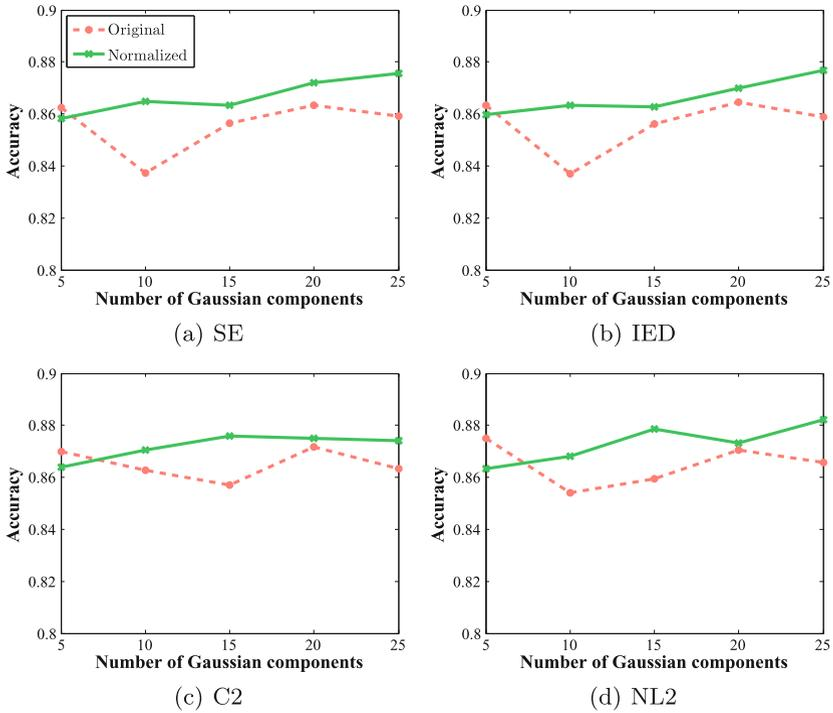 0.9
Original
Normalized
0.88
0.86
0.84
0.82
0.8
Accuracy
5 10 15 20 25
Number of Gaussian components
(a) SE
0.9
0.88
0.86
0.84
0.82
0.8
Accuracy
5 10 15 20 25
Number of Gaussian components
(b) IED
0.9
0.88
0.86
0.84
0.82
0.8
Accuracy
5 10 15 20 25
Number of Gaussian components
(c) C2
0.9
0.88
0.86
0.84
0.82
0.8
Accuracy
5 10 15 20 25
Number of Gaussian components
(d) NL2